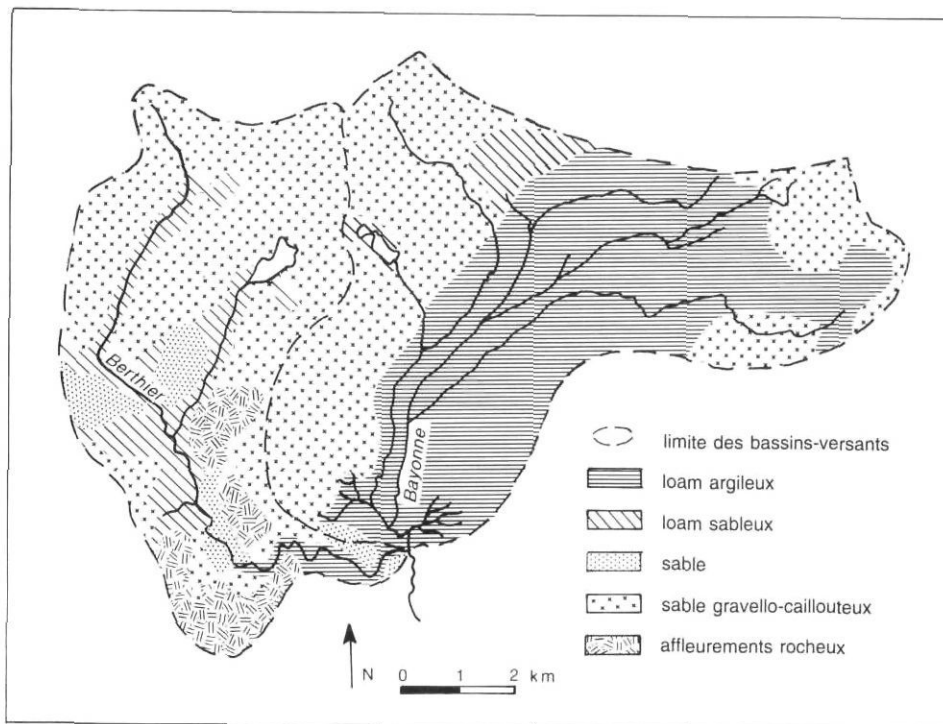 Berthier
Bayonne
limite des bassins-versants
loam argileux
loam sableux
sable
sable gravello-caillouteux
affleurements rocheux
N
0 1 2 km